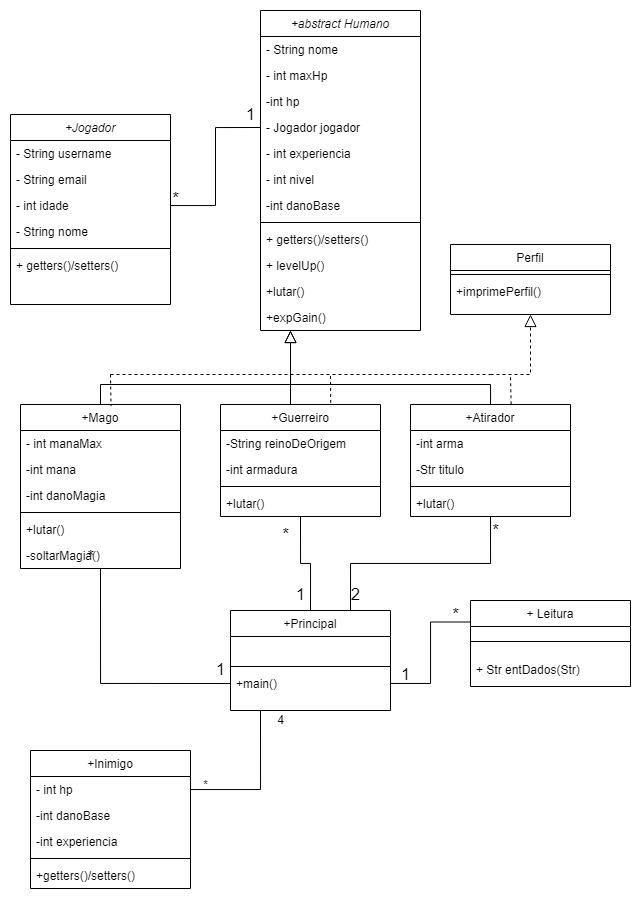 +abstract Humano
- String nome
- int maxHp
-int hp
- Jogador jogador
- int experiencia
- int nivel
-int danoBase
+ getters()/setters()
+ levelUp()
+lutar()
+expGain()
1
*
+Jogador
- String username
- String email
- int idade
- String nome
+ getters()/setters()
Perfil
+imprimePerfil()
+Mago
- int manaMax
-int mana
-int danoMagia
+lutar()
-soltarMagia()
*
+Guerreiro
-String reinoDeOrigem
-int armadura
+lutar()
*
+Atirador
-int arma
-Str titulo
+lutar()
*
1
2
+Principal
+main()
1
1
*
4
+ Leitura
+ Str entDados(Str)
+Inimigo
- int hp
-int danoBase
-int experiencia
+getters()/setters()
*